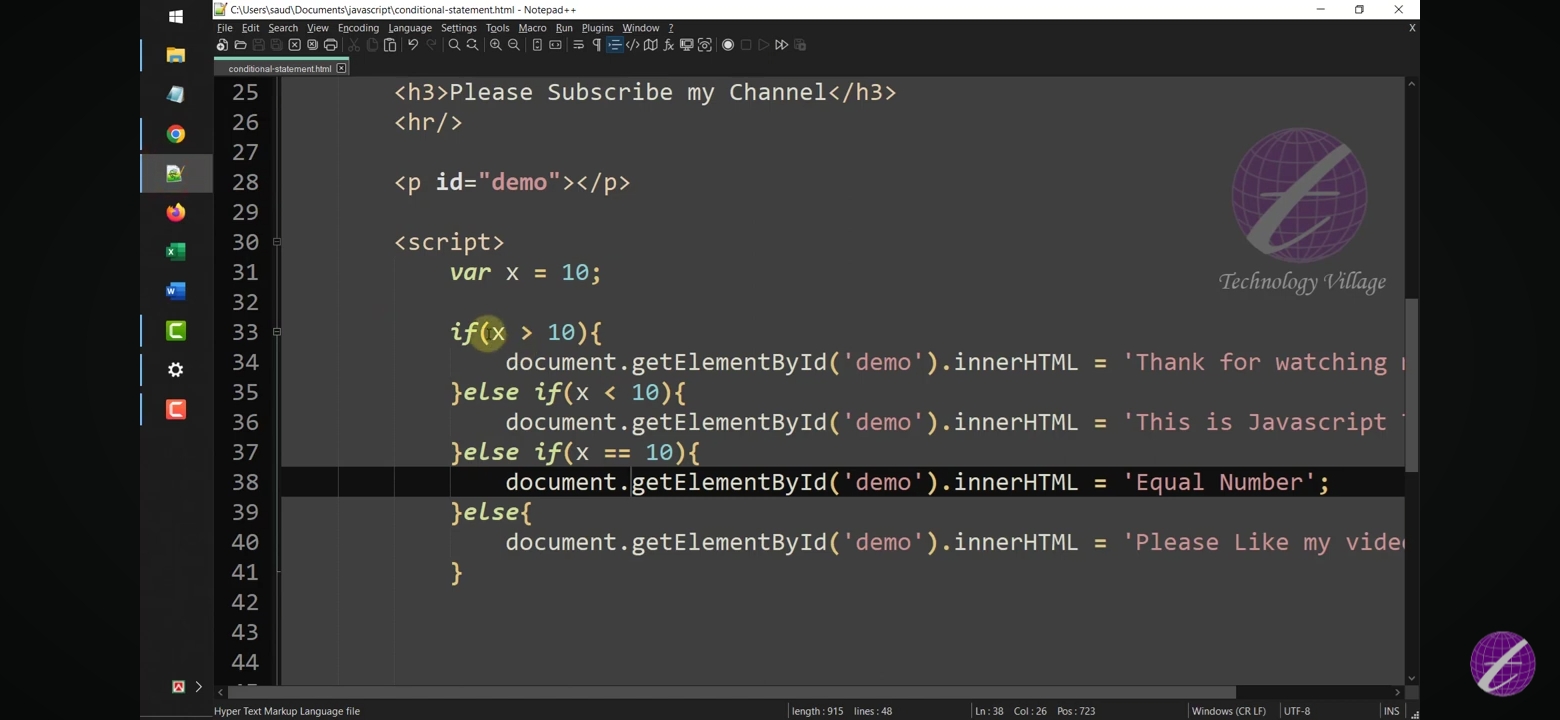 C:\Users\saud\Documents\javascript\conditional-statement.html - Notepad++
File Edit Search View Encoding Language Settings Tools Macro Run Plugins Window ? X
conditional-statement.html
25 <h3>Please Subscribe my Channel</h3>
26 <hr/>
27
28 <p id="demo"></p>
29
30 <script>
31 var x = 10;
32
33 if(x > 10){
34 document.getElementById('demo').innerHTML = 'Thank for watching
35 }else if(x < 10){
36 document.getElementById('demo').innerHTML = 'This is Javascript
37 }else if(x == 10){
38 document.getElementById('demo').innerHTML = 'Equal Number';
39 }else{
40 document.getElementById('demo').innerHTML = 'Please Like my video
41 }
42
43
44
Technology Village
Hyper Text Markup Language file length : 915 lines : 48 Ln : 38 Col : 26 Pos : 723 Windows (CR LF) UTF-8 INS